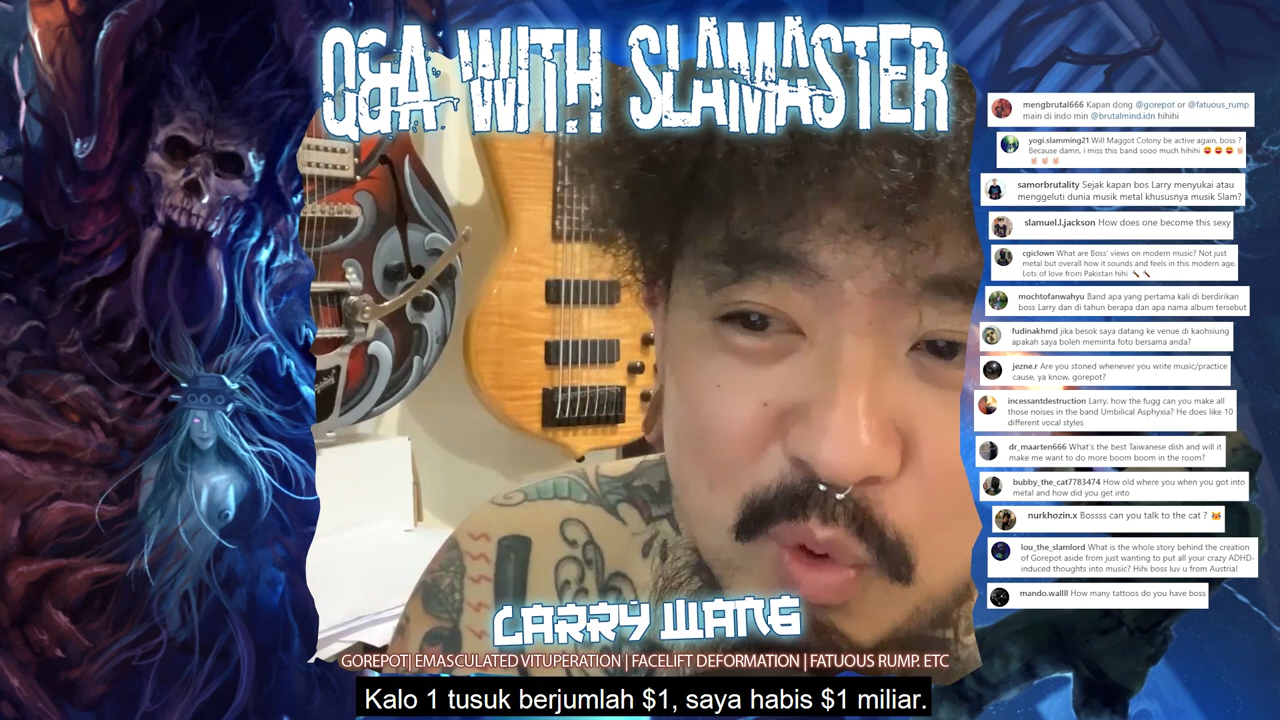 Q&A WITH SLAMASTER
mengbrutal666 Kapan dong @gorepot or @fatuous_rump
main di indo min @brutalmind.idn hihihi
yogi.slamming21 Will Maggot Colony be active again, boss ?
Because damn, i miss this band sooo much hihihi 😍😍😍🤘🏻
🤘🏻🤘🏻🤘🏻
samorbrutality Sejak kapan bos Larry menyukai atau
menggeluti dunia musik metal khususnya musik Slam?
slamuel.l.jackson How does one become this sexy
cgiclown What are Boss' views on modern music? Not just
metal but overall how it sounds and feels in this modern age.
Lots of love from Pakistan hihi
mochtofanwahyu Band apa yang pertama kali di berdirikan
boss Larry dan di tahun berapa dan apa nama album tersebut
fudinakhmd jika besok saya datang ke venue di kaohsiung
apakah saya boleh meminta foto bersama anda?
jezne.r Are you stoned whenever you write music/practice
cause, ya know, gorepot?
incessantdestruction Larry, how the fugg can you make all
those noises in the band Umbilical Asphyxia? He does like 10
different vocal styles
dr_maarten666 What's the best Taiwanese dish and will it
make me want to do more boom boom in the room?
bubby_the_cat7783474 How old where you when you got into
metal and how did you get into
nurkhozin.x Bossss can you talk to the cat ? 😹
lou_the_slamlord What is the whole story behind the creation
of Gorepot aside from just wanting to put all your crazy ADHD-
induced thoughts into music? Hihi boss luv u from Austria!
mando.wallll How many tattoos do you have boss
LARRY WANG
GOREPOT| EMASCULATED VITUPERATION | FACELIFT DEFORMATION | FATUOUS RUMP. ETC
Kalo 1 tusuk berjumlah $1, saya habis $1 miliar.